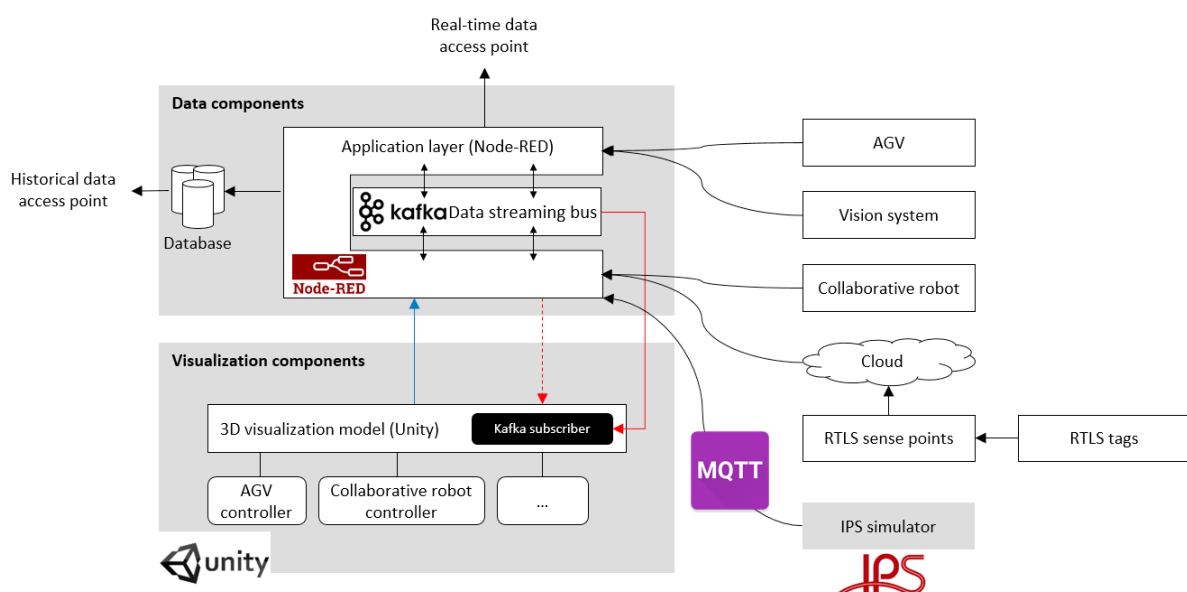 Real-time data
access point
Data components
Application layer (Node-RED)
AGV
Historical data
access point
kafka Data streaming bus
Vision system
Database
Node-RED
Collaborative robot
Visualization components
Cloud
3D visualization model (Unity)
Kafka subscriber
RTLS sense points
RTLS tags
MQTT
AGV
controller
Collaborative robot
controller
...
IPS simulator
unity
IPS